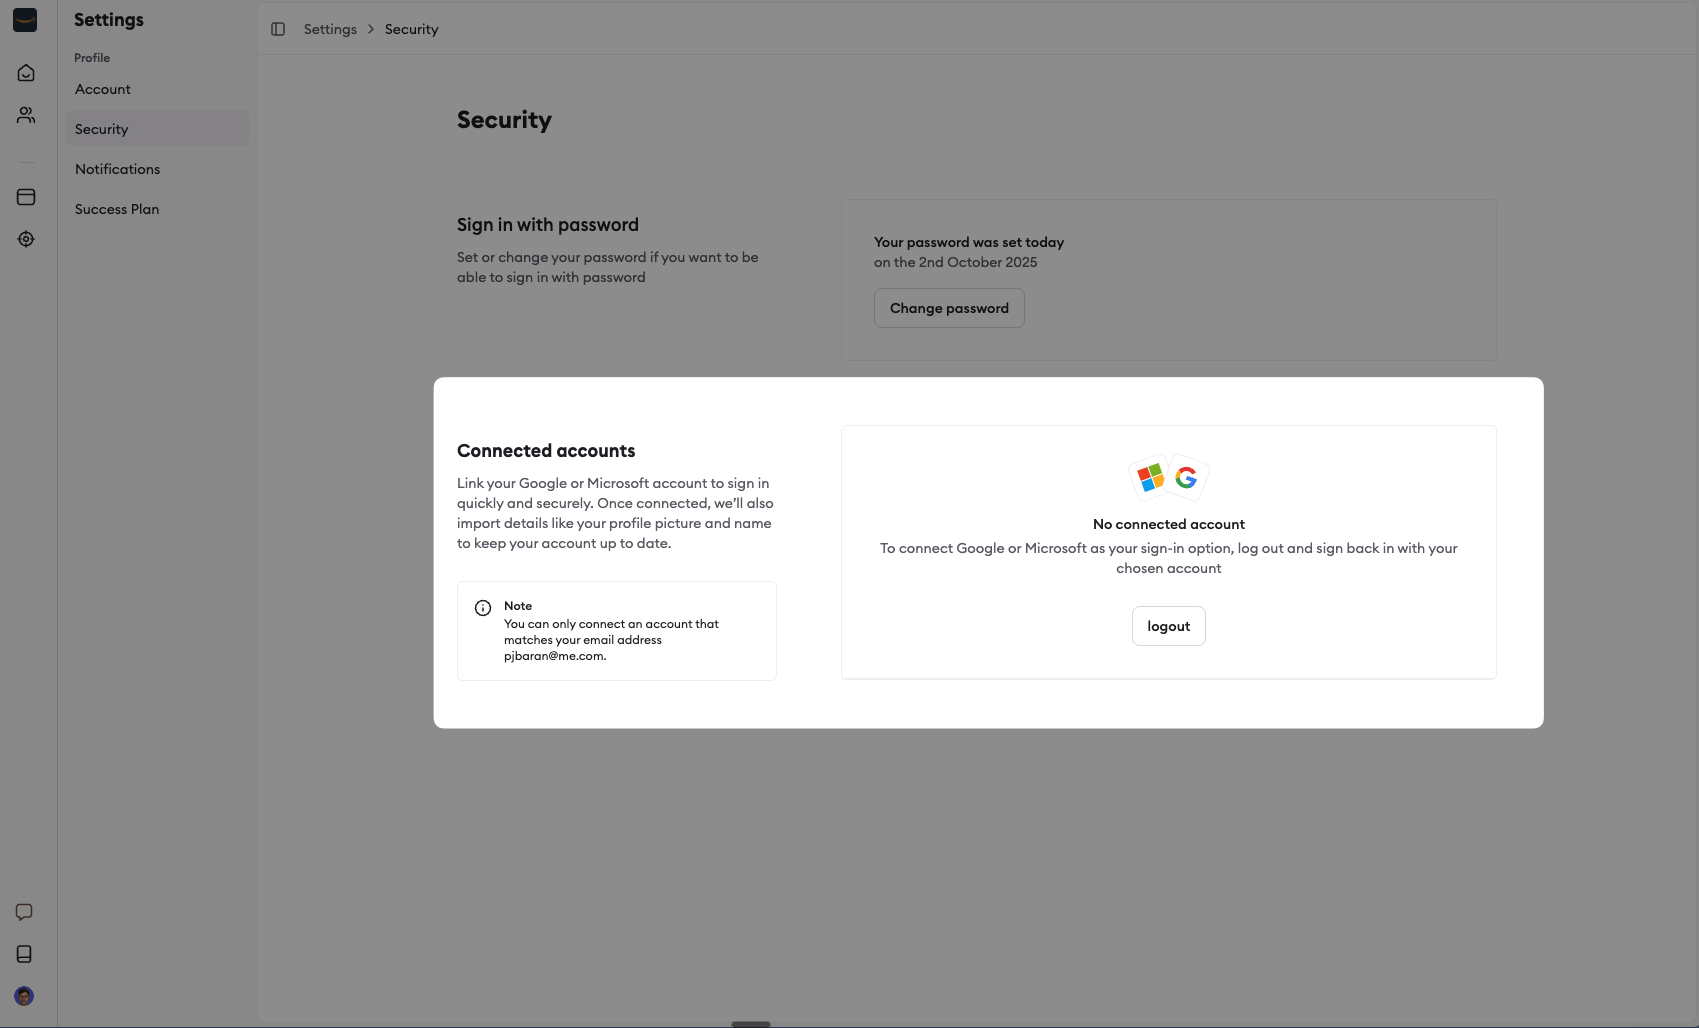 Settings
Profile
Account
Security
Notifications
Success Plan
Settings > Security
Security
Sign in with password
Set or change your password if you want to be
able to sign in with password
Your password was set today
on the 2nd October 2025
Change password
Connected accounts
Link your Google or Microsoft account to sign in
quickly and securely. Once connected, we’ll also
import details like your profile picture and name
to keep your account up to date.
Note
You can only connect an account that
matches your email address
pjbaran@me.com.
No connected account
To connect Google or Microsoft as your sign-in option, log out and sign back in with your
chosen account
logout